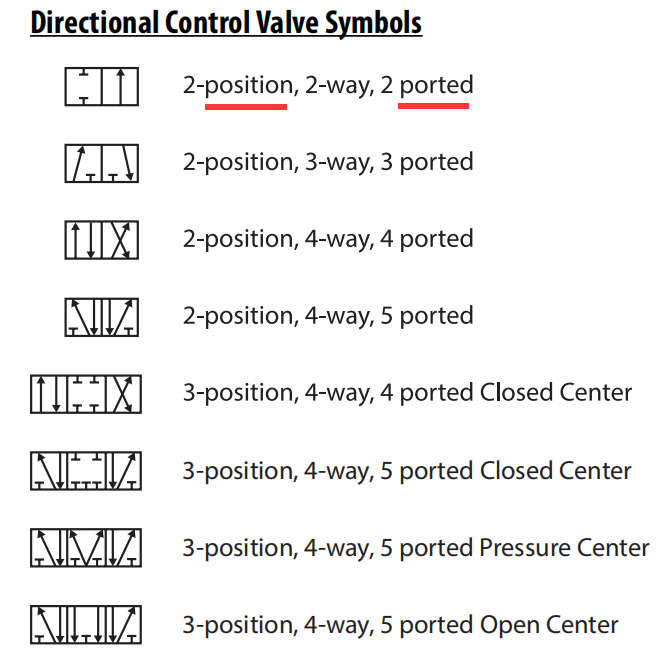 Directional Control Valve Symbols
2-position, 2-way, 2 ported
2-position, 3-way, 3 ported
2-position, 4-way, 4 ported
2-position, 4-way, 5 ported
3-position, 4-way, 4 ported Closed Center
3-position, 4-way, 5 ported Closed Center
3-position, 4-way, 5 ported Pressure Center
3-position, 4-way, 5 ported Open Center